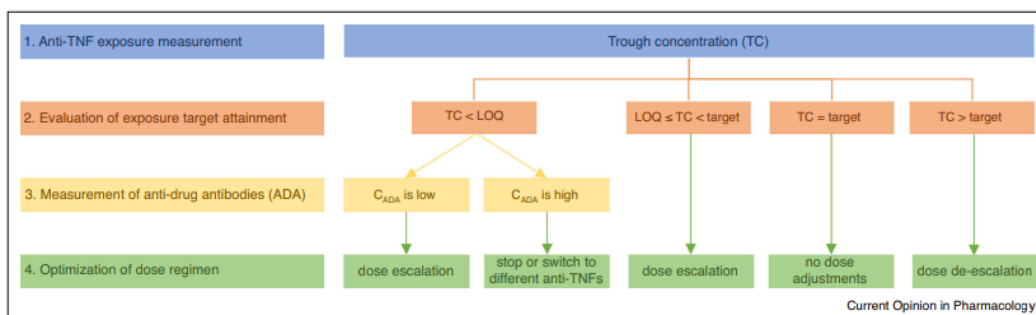 1. Anti-TNF exposure measurement
Trough concentration (TC)
2. Evaluation of exposure target attainment
TC < LOQ
LOQ ≤ TC < target
TC = target
TC > target
3. Measurement of anti-drug antibodies (ADA)
C_ADA is low
C_ADA is high
4. Optimization of dose regimen
dose escalation
stop or switch to
different anti-TNFs
dose escalation
no dose
adjustments
dose de-escalation
Current Opinion in Pharmacology